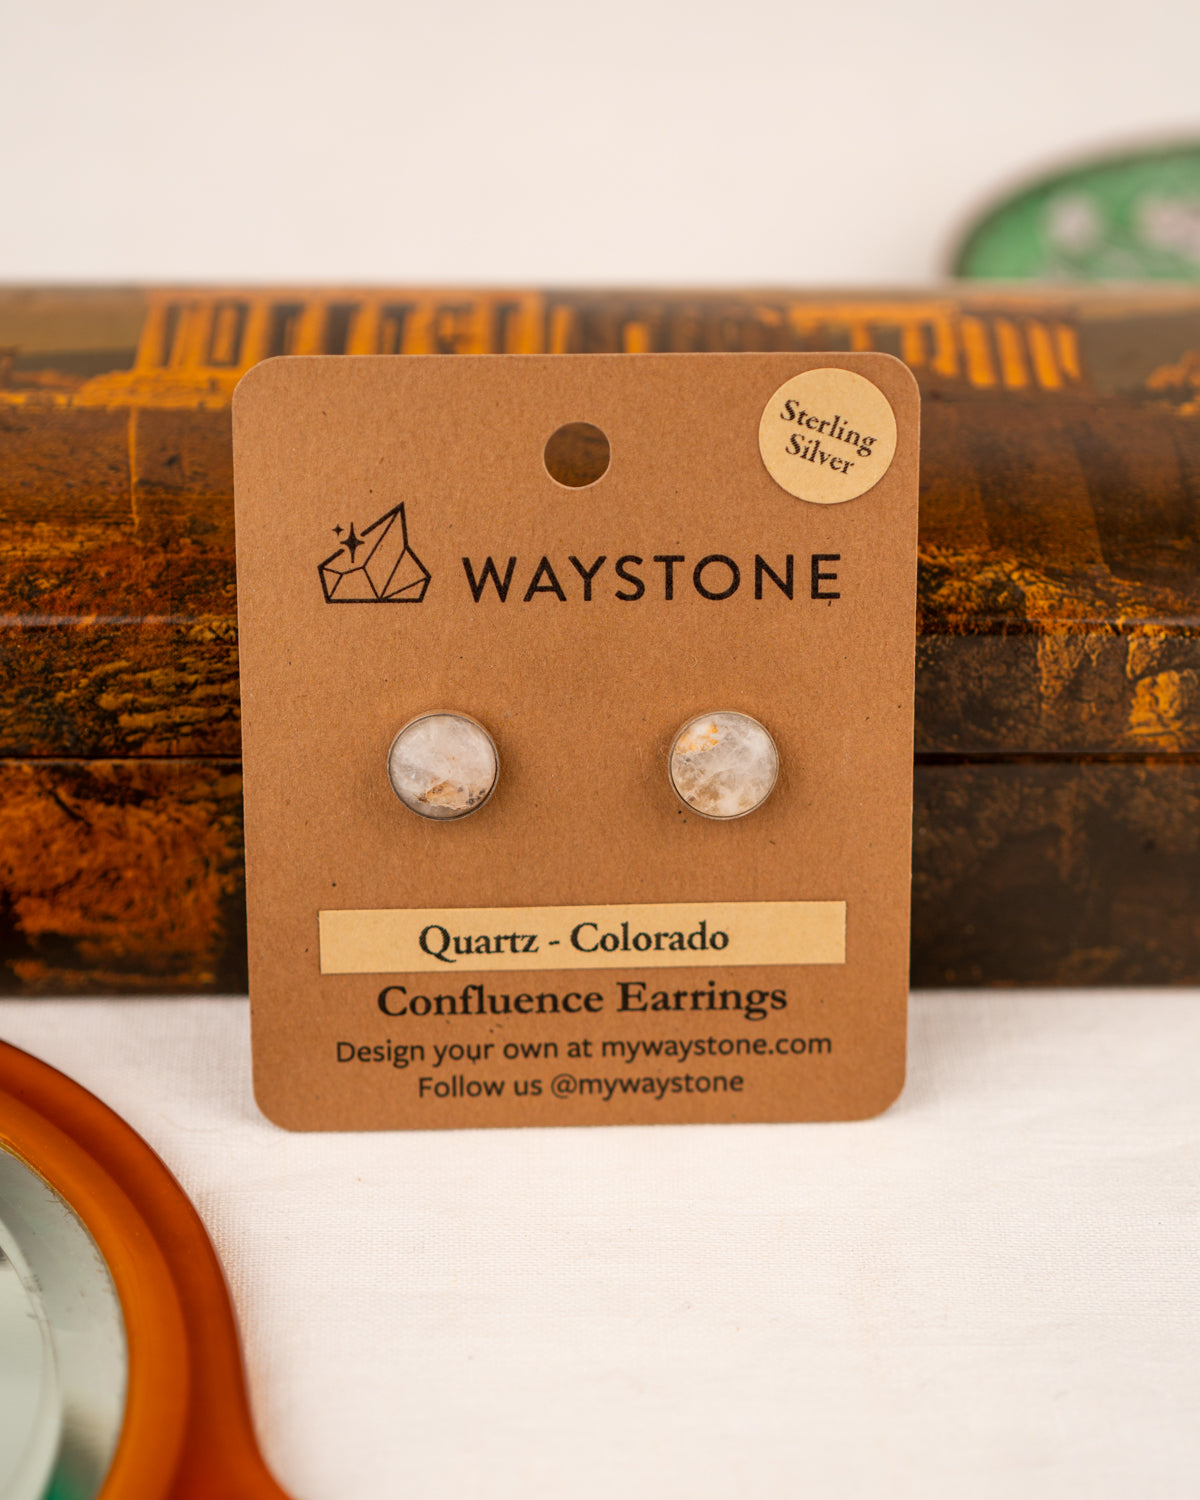 Sterling
Silver
WAYSTONE
Quartz - Colorado
Confluence Earrings
Design your own at mywaystone.com
Follow us @mywaystone